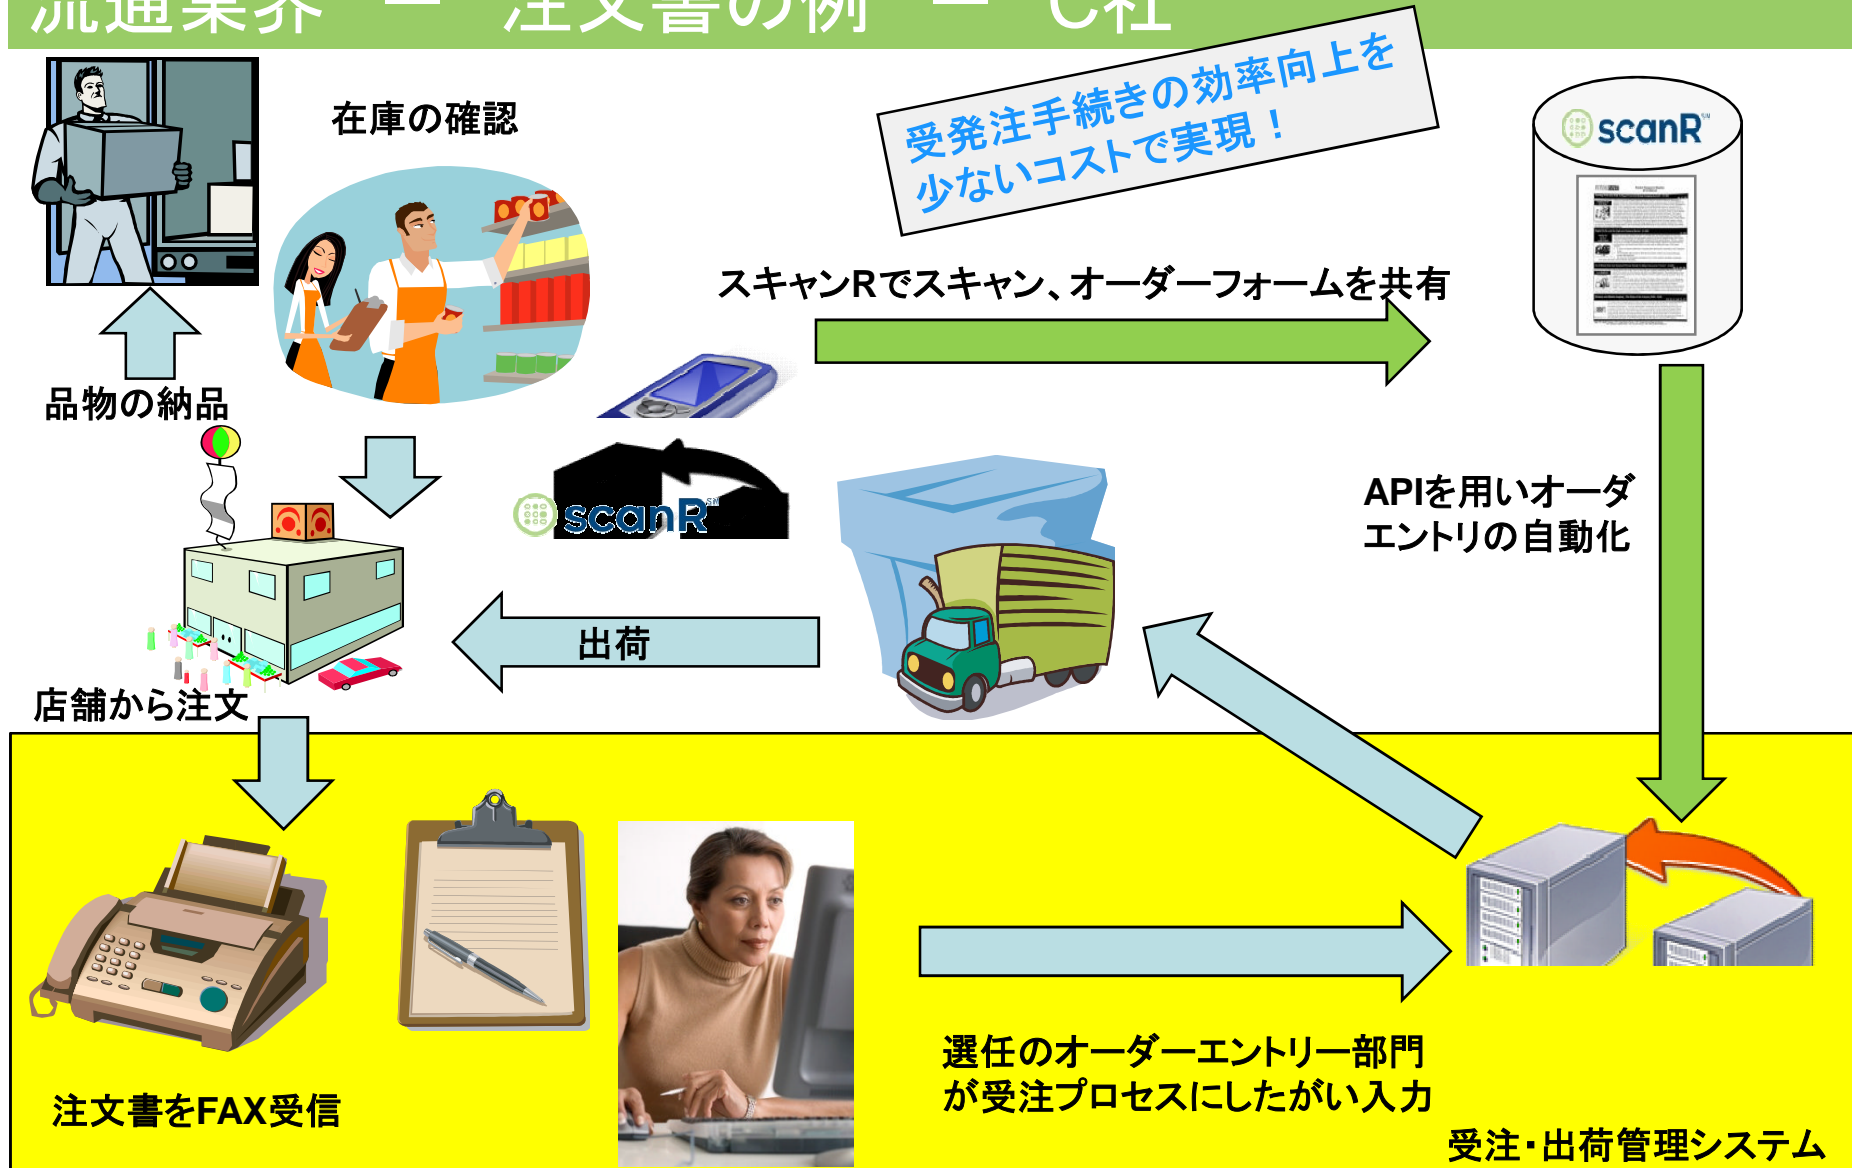 流通業界 ー 注文書の例 ー C社
受発注手続きの効率向上を
少ないコストで実現！
在庫の確認
scanR
スキャンRでスキャン、オーダーフォームを共有
品物の納品
scanR
APIを用いオーダ
エントリの自動化
出荷
店舗から注文
選任のオーダーエントリー部門
が受注プロセスにしたがい入力
注文書をFAX受信
受注・出荷管理システム